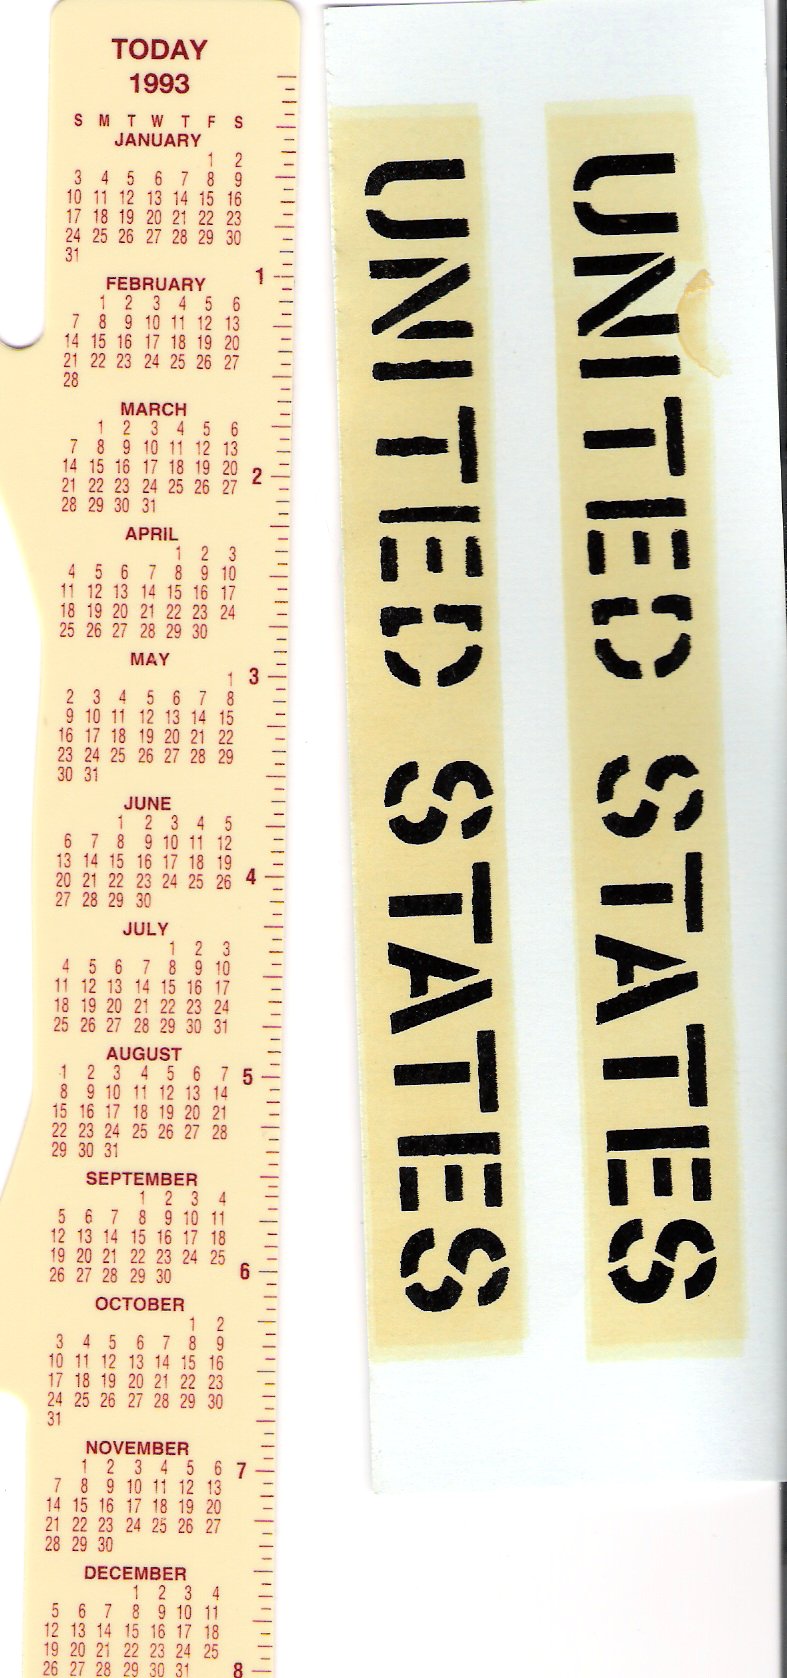 TODAY
1993
S M T W T F S
JANUARY
1 2
3 4 5 6 7 8 9
10 11 12 13 14 15 16
17 18 19 20 21 22 23
24 25 26 27 28 29 30
31
FEBRUARY
1 2 3 4 5 6
7 8 9 10 11 12 13
14 15 16 17 18 19 20
21 22 23 24 25 26 27
28
MARCH
1 2 3 4 5 6
7 8 9 10 11 12 13
14 15 16 17 18 19 20
21 22 23 24 25 26 27
28 29 30 31
APRIL
1 2 3
4 5 6 7 8 9 10
11 12 13 14 15 16 17
18 19 20 21 22 23 24
25 26 27 28 29 30
MAY
1
2 3 4 5 6 7 8
9 10 11 12 13 14 15
16 17 18 19 20 21 22
23 24 25 26 27 28 29
30 31
JUNE
1 2 3 4 5
6 7 8 9 10 11 12
13 14 15 16 17 18 19
20 21 22 23 24 25 26
27 28 29 30
JULY
1 2 3
4 5 6 7 8 9 10
11 12 13 14 15 16 17
18 19 20 21 22 23 24
25 26 27 28 29 30 31
AUGUST
1 2 3 4 5 6 7
8 9 10 11 12 13 14
15 16 17 18 19 20 21
22 23 24 25 26 27 28
29 30 31
SEPTEMBER
1 2 3 4
5 6 7 8 9 10 11
12 13 14 15 16 17 18
19 20 21 22 23 24 25
26 27 28 29 30
OCTOBER
1 2
3 4 5 6 7 8 9
10 11 12 13 14 15 16
17 18 19 20 21 22 23
24 25 26 27 28 29 30
31
NOVEMBER
1 2 3 4 5 6
7 8 9 10 11 12 13
14 15 16 17 18 19 20
21 22 23 24 25 26 27
28 29 30
DECEMBER
1 2 3 4
5 6 7 8 9 10 11
12 13 14 15 16 17 18
19 20 21 22 23 24 25
26 27 28 29 30 31
1
2
3
4
5
6
7
8
UNITED STATES
UNITED STATES